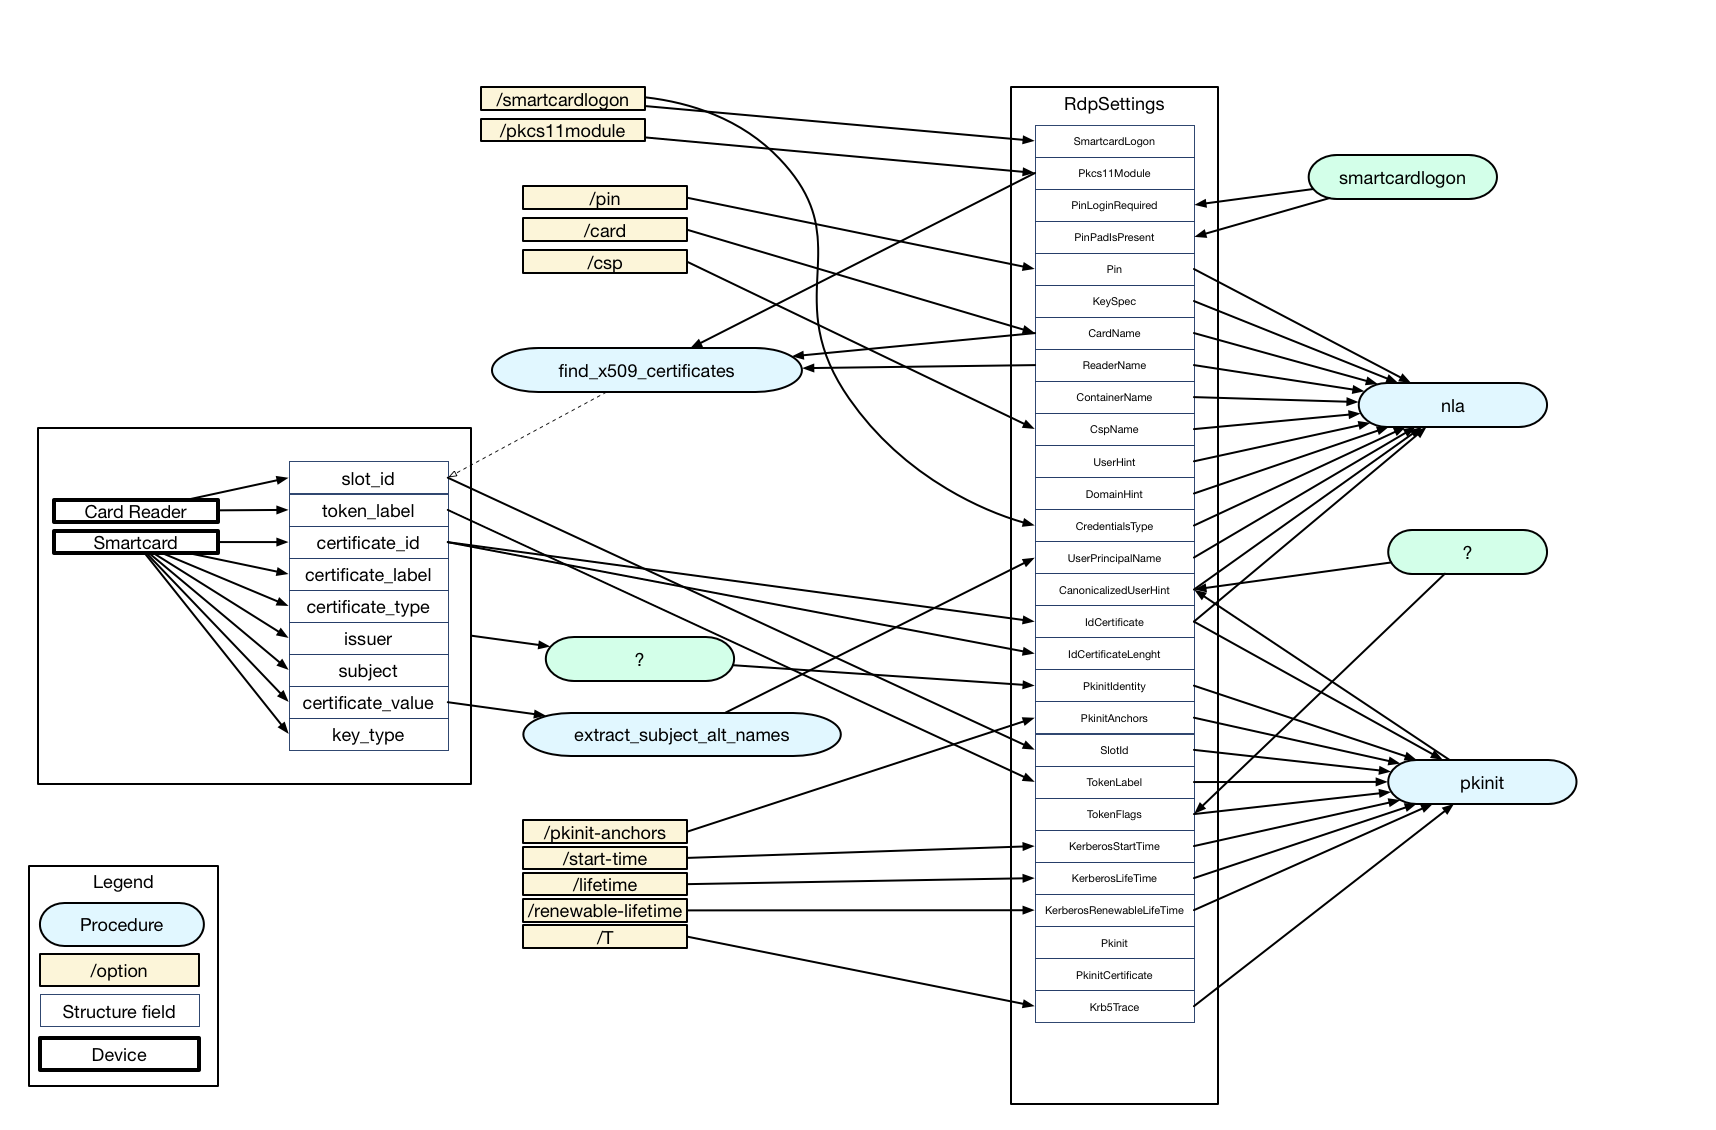 /smartcardlogon
/pkcs11module
/pin
/card
/csp
find_x509_certificates
Card Reader
Smartcard
slot_id
token_label
certificate_id
certificate_label
certificate_type
issuer
subject
certificate_value
key_type
?
extract_subject_alt_names
/pkinit-anchors
/start-time
/lifetime
/renewable-lifetime
/T
RdpSettings
SmartcardLogon
Pkcs11Module
PinLoginRequired
PinPadIsPresent
Pin
KeySpec
CardName
ReaderName
ContainerName
CspName
UserHint
DomainHint
CredentialsType
UserPrincipalName
CanonicalizedUserHint
IdCertificate
IdCertificateLenght
PkinitIdentity
PkinitAnchors
SlotId
TokenLabel
TokenFlags
KerberosStartTime
KerberosLifeTime
KerberosRenewableLifeTime
Pkinit
PkinitCertificate
Krb5Trace
smartcardlogon
nla
?
pkinit
Legend
Procedure
/option
Structure field
Device